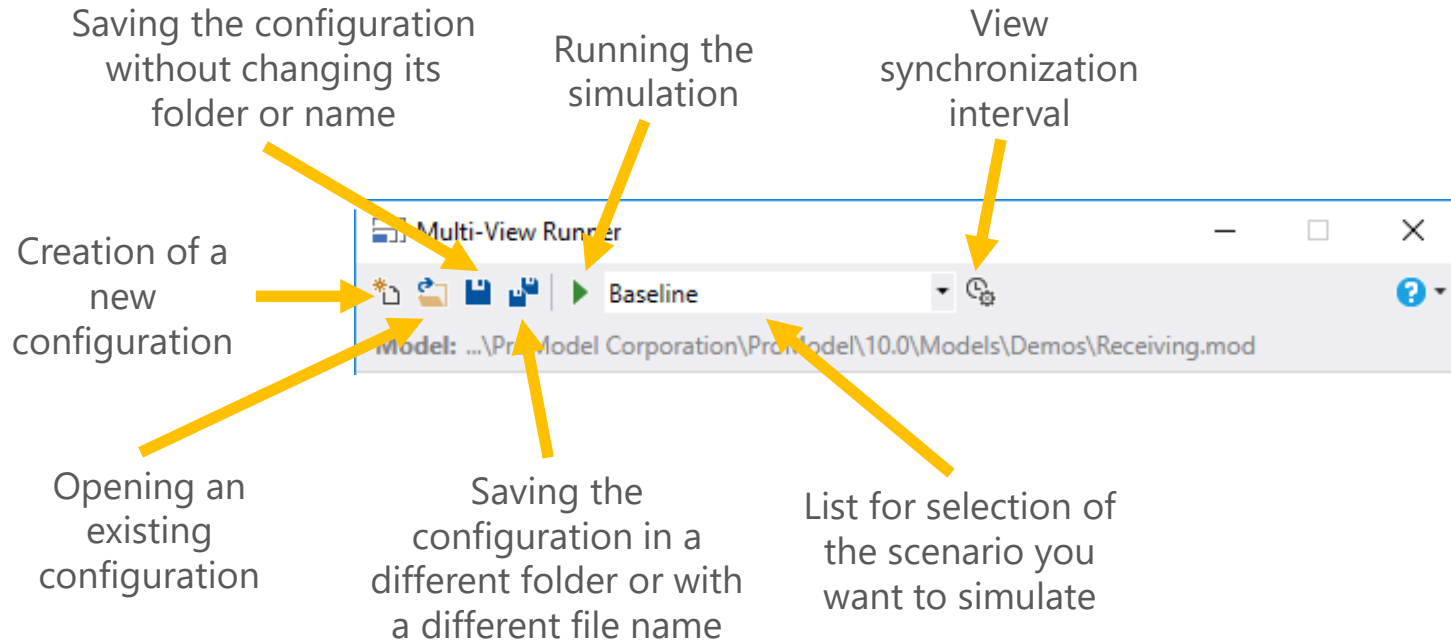 Saving the configuration
without changing its
folder or name
Running the
simulation
View
synchronization
interval
Multi-View Runner
Creation of a
new
configuration
Baseline
Model: ...\ProModel Corporation\ProModel\10.0\Models\Demos\Receiving.mod
Opening an
existing
configuration
Saving the
configuration in a
different folder or with
a different file name
List for selection of
the scenario you
want to simulate